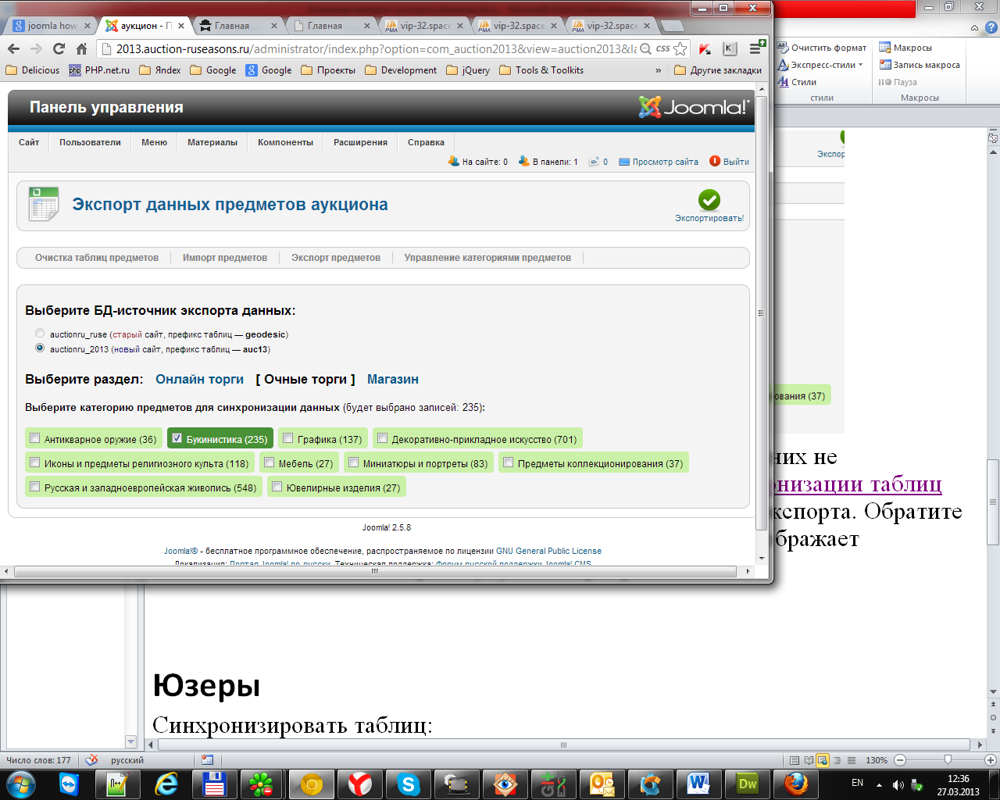 joomla how
аукцион - П
Главная
Главная
vip-32.space
vip-32.space
vip-32.space
2013.auction-ruseasons.ru/administrator/index.php?option=com_auction2013&view=auction2013&la
css
K
Delicious
PHP.net.ru
Яndex
Google
Google
Проекты
Development
jQuery
Tools & Toolkits
»
Другие закладки
Очистить формат
Экспресс-стили
Стили
стили
Макросы
Запись макроса
Пауза
Макросы
Панель управления
Joomla!
Сайт
Пользователи
Меню
Материалы
Компоненты
Расширения
Справка
На сайте: 0
В панели: 1
0
Просмотр сайта
Выйти
Экспорт данных предметов аукциона
Экспортировать!
Очистка таблиц предметов
Импорт предметов
Экспорт предметов
Управление категориями предметов
Выберите БД-источник экспорта данных:
auctionru_ruse (старый сайт, префикс таблиц — geodesic)
auctionru_2013 (новый сайт, префикс таблиц — auc13)
Выберите раздел: Онлайн торги [ Очные торги ] Магазин
Выберите категорию предметов для синхронизации данных (будет выбрано записей: 235):
Антикварное оружие (36)
Букинистика (235)
Графика (137)
Декоративно-прикладное искусство (701)
Иконы и предметы религиозного культа (118)
Мебель (27)
Миниатюры и портреты (83)
Предметы коллекционирования (37)
Русская и западноевропейская живопись (548)
Ювелирные изделия (27)
Joomla! 2.5.8
Joomla!® - бесплатное программное обеспечение, распространяемое по лицензии GNU General Public License
Локализация: Портал Joomla! по-русски. Техническая поддержка: Форум русской поддержки Joomla! CMS
Экспор
ования (37)
них не
онизации таблиц
кспорта. Обратите
бражает
Юзеры
Синхронизировать таблиц:
Число слов: 177
русский
130%
EN
12:36
27.03.2013